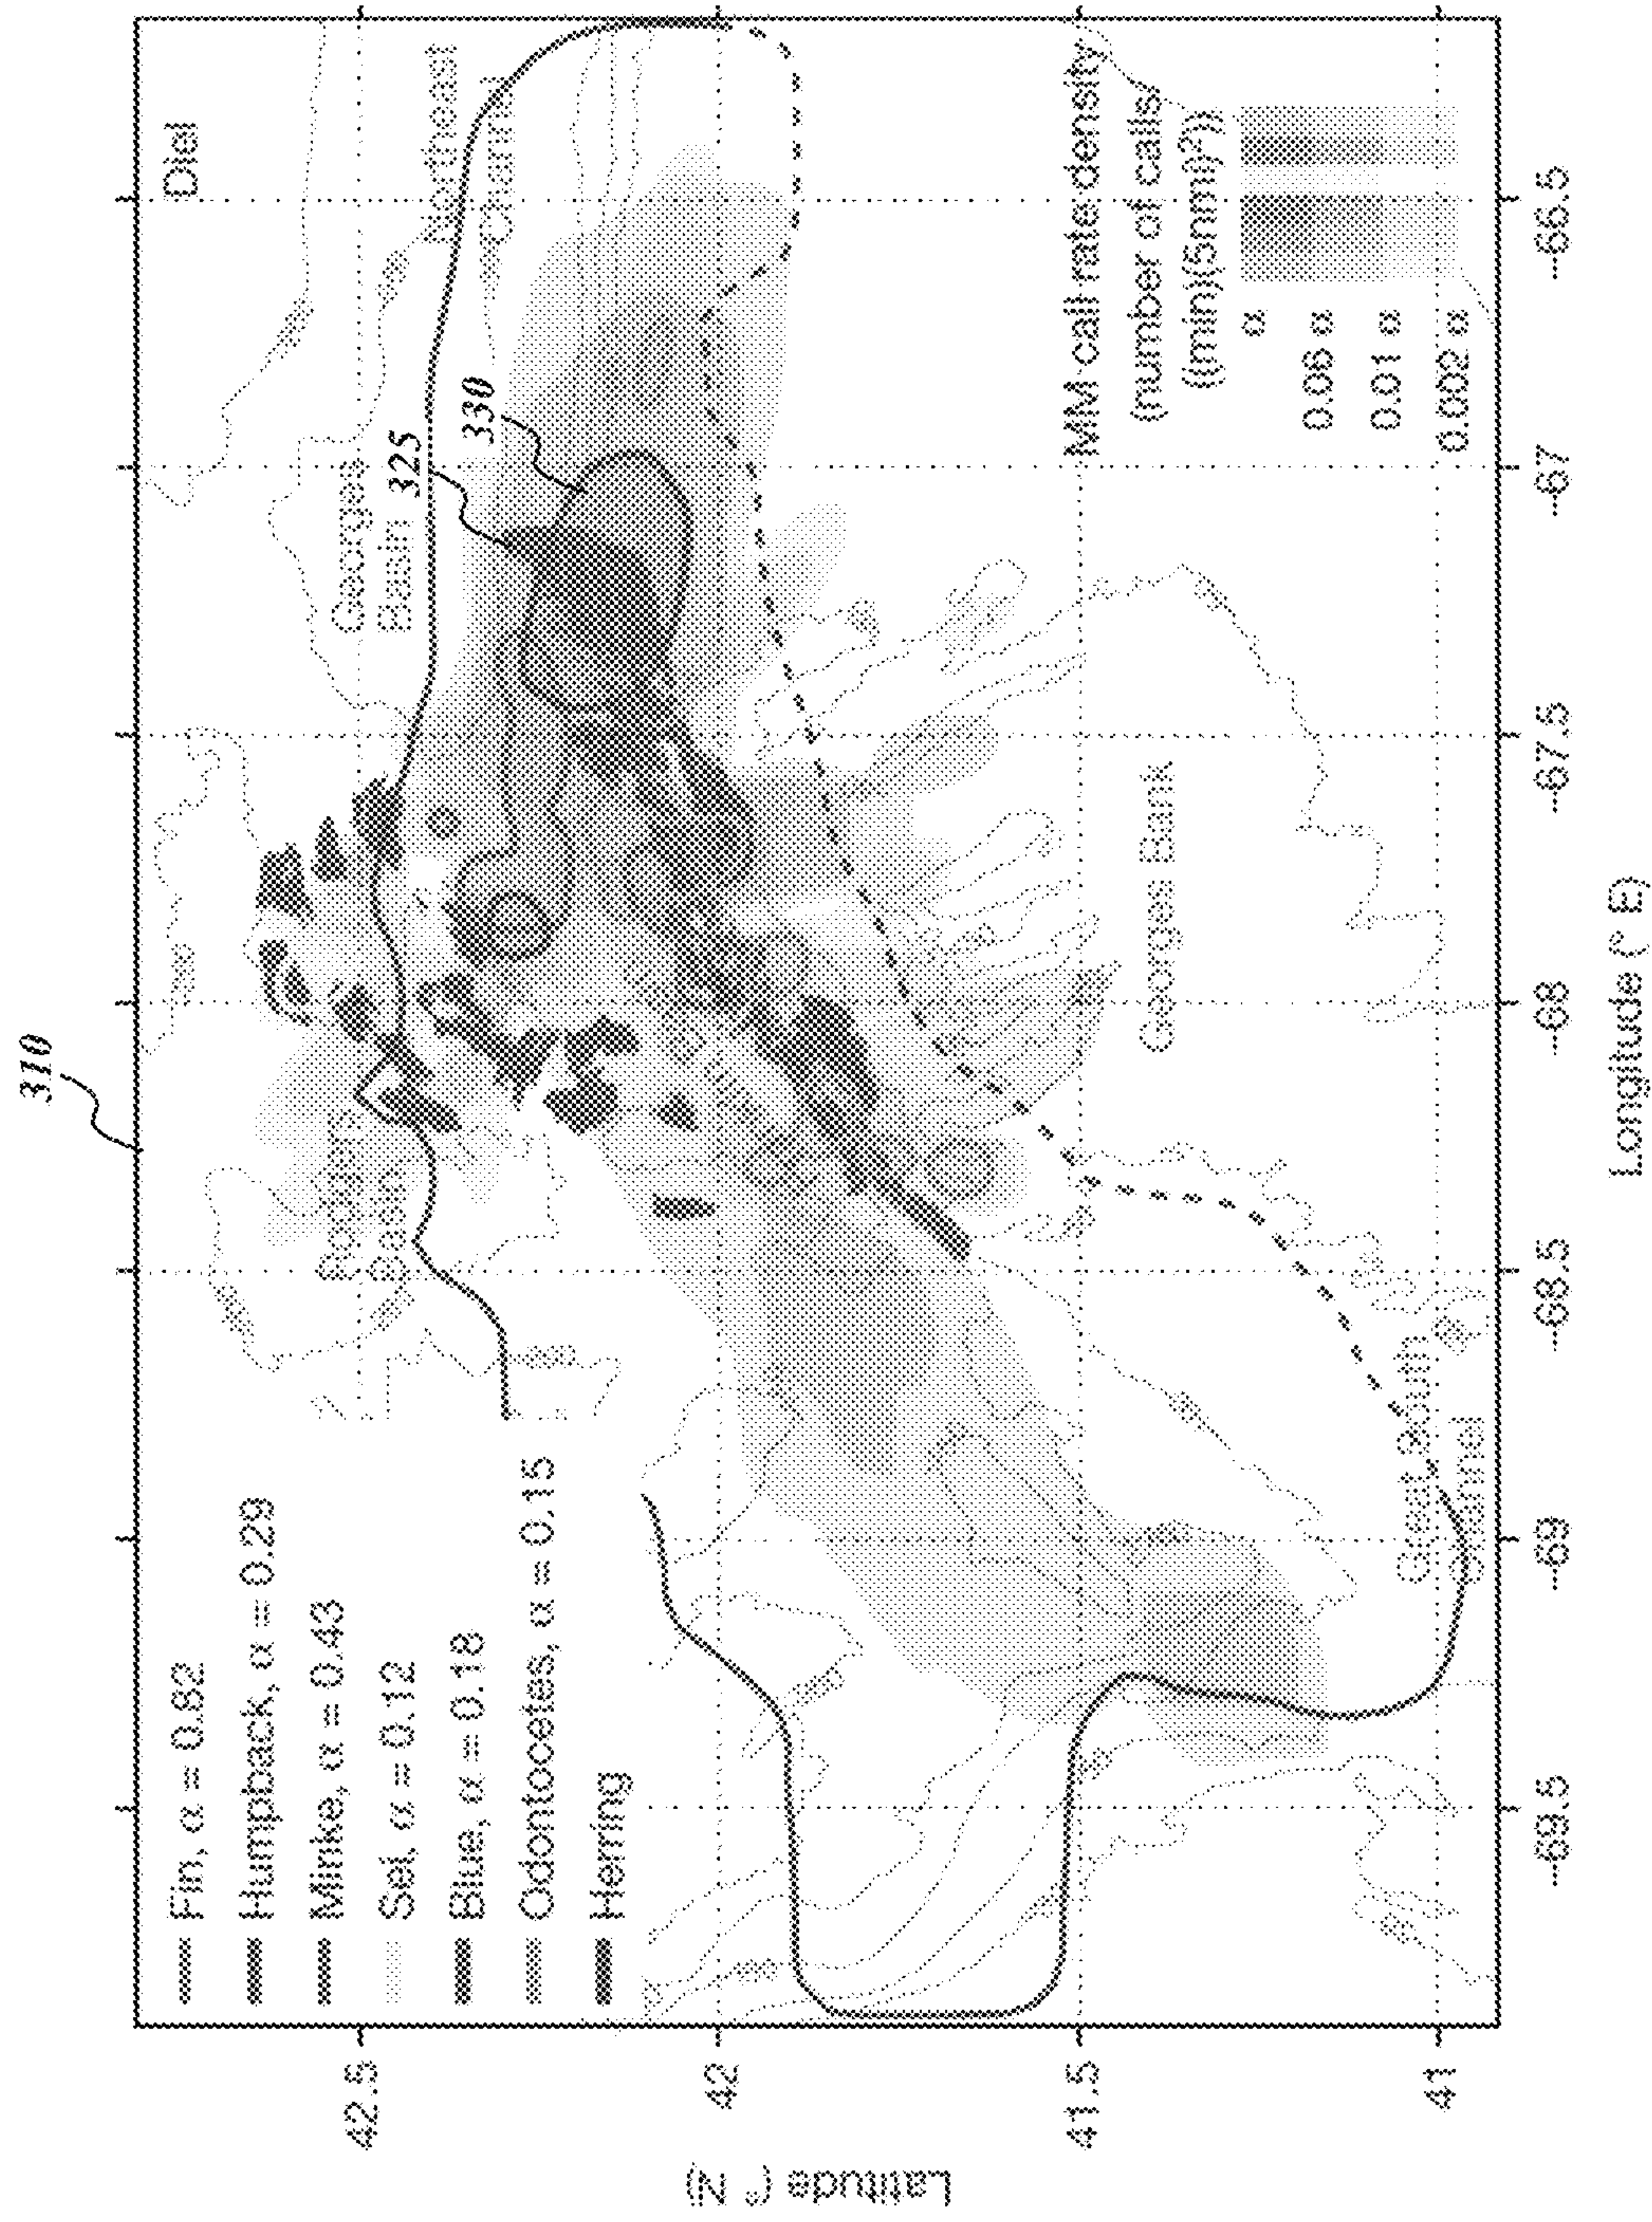 310
Diel
Fin, α = 0.82
Humpback, α = 0.29
Minke, α = 0.43
Sei, α = 0.12
Blue, α = 0.18
Odontocetes, α = 0.15
Herring
Rodgers
Basin
Georges
Basin
325
330
Northeast
Channel
Georges Bank
Great South
Channel
MM call rate density
(number of calls/
((min)(5nmi)²))
α
0.06 α
0.01 α
0.002 α
42.5
42
41.5
41
Latitude (° N)
-69.5
-69
-68.5
-68
-67.5
-67
-66.5
Longitude (° E)